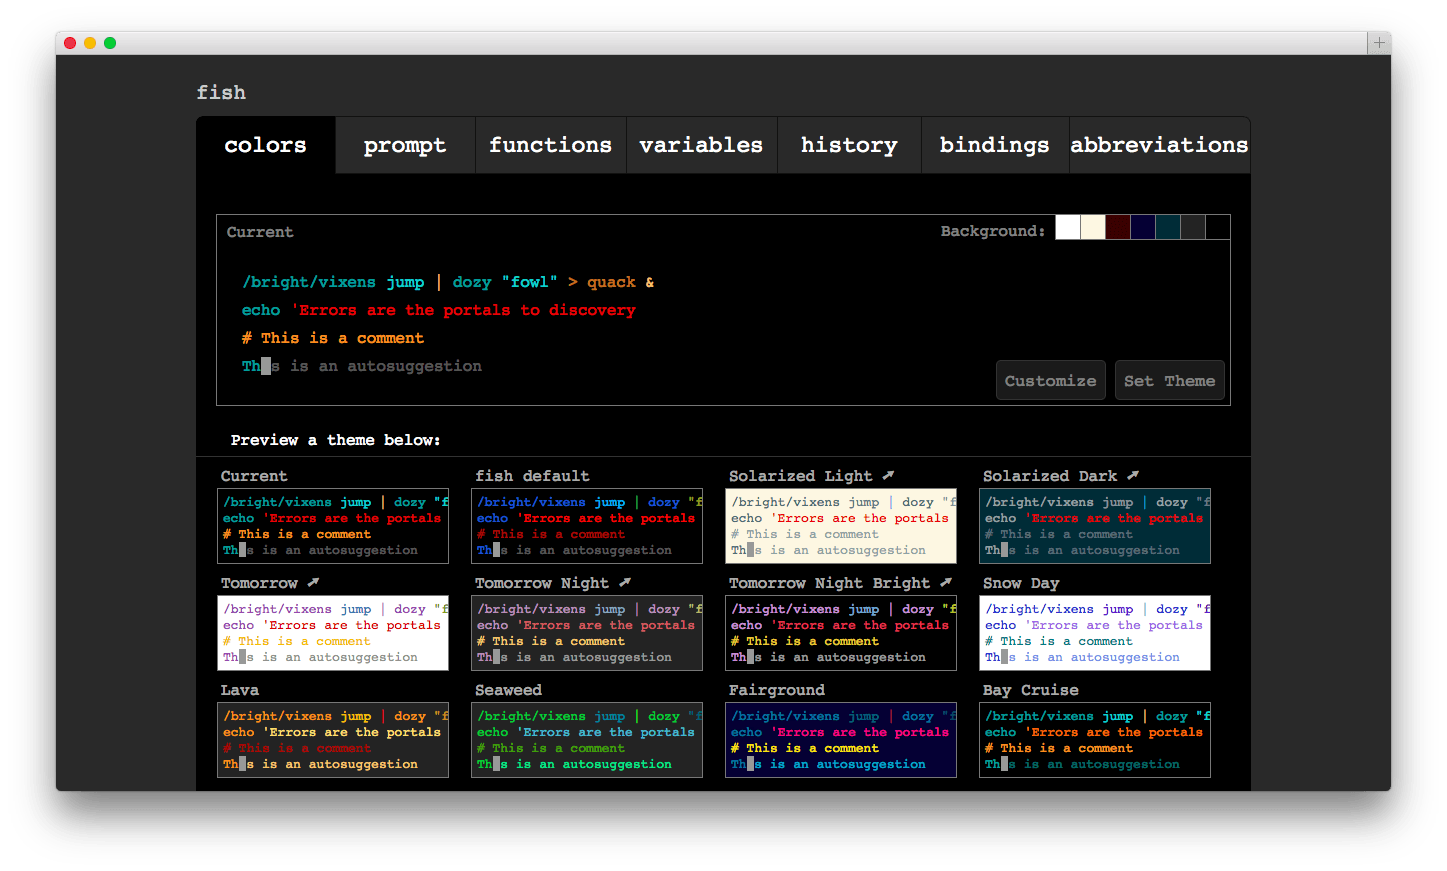 fish
colors prompt functions variables history bindings abbreviations
Current Background:
/bright/vixens jump | dozy "fowl" > quack &
echo 'Errors are the portals to discovery
# This is a comment
Th s is an autosuggestion
Customize Set Theme
Preview a theme below:
Current fish default Solarized Light ➚ Solarized Dark ➚
/bright/vixens jump | dozy "f /bright/vixens jump | dozy "f /bright/vixens jump | dozy "f /bright/vixens jump | dozy "f
echo 'Errors are the portals echo 'Errors are the portals echo 'Errors are the portals echo 'Errors are the portals
# This is a comment # This is a comment # This is a comment # This is a comment
Th s is an autosuggestion Th s is an autosuggestion Th s is an autosuggestion Th s is an autosuggestion
Tomorrow ➚ Tomorrow Night ➚ Tomorrow Night Bright ➚ Snow Day
/bright/vixens jump | dozy "f /bright/vixens jump | dozy "f /bright/vixens jump | dozy "f /bright/vixens jump | dozy "f
echo 'Errors are the portals echo 'Errors are the portals echo 'Errors are the portals echo 'Errors are the portals
# This is a comment # This is a comment # This is a comment # This is a comment
Th s is an autosuggestion Th s is an autosuggestion Th s is an autosuggestion Th s is an autosuggestion
Lava Seaweed Fairground Bay Cruise
/bright/vixens jump | dozy "f /bright/vixens jump | dozy "f /bright/vixens jump | dozy "f /bright/vixens jump | dozy "f
echo 'Errors are the portals echo 'Errors are the portals echo 'Errors are the portals echo 'Errors are the portals
# This is a comment # This is a comment # This is a comment # This is a comment
Th s is an autosuggestion Th s is an autosuggestion Th s is an autosuggestion Th s is an autosuggestion